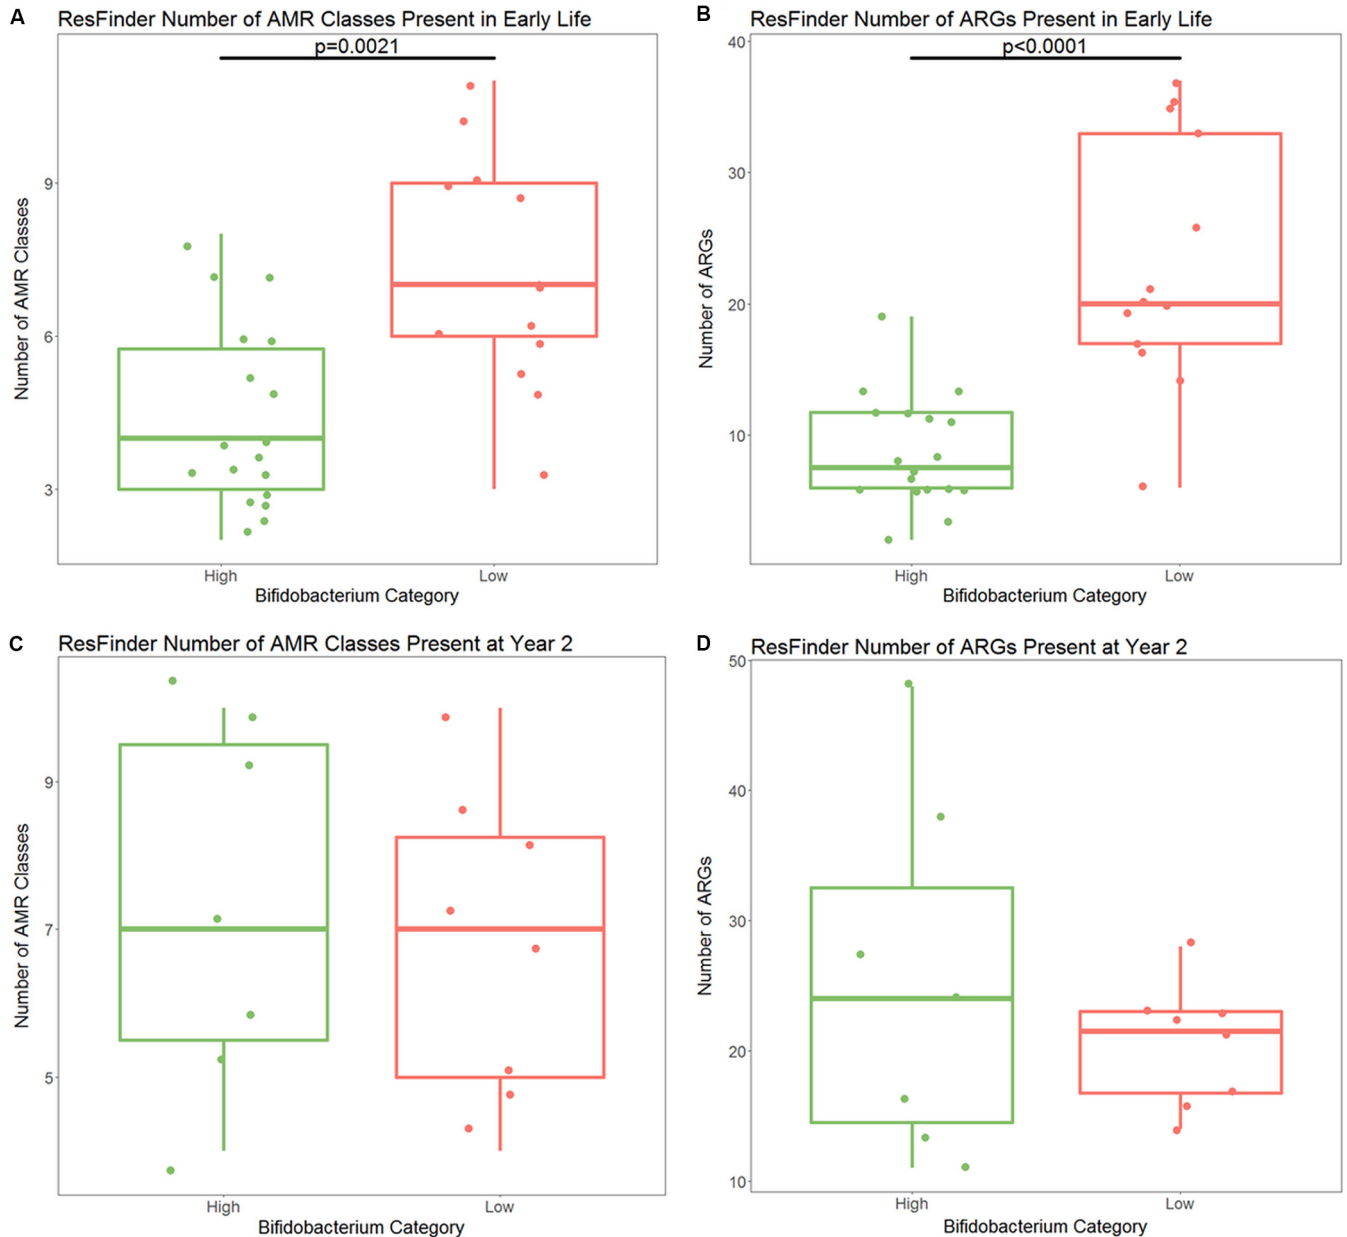 A
ResFinder Number of AMR Classes Present in Early Life
p=0.0021
Number of AMR Classes
9
6
3
High
Low
Bifidobacterium Category
B
ResFinder Number of ARGs Present in Early Life
p<0.0001
Number of ARGs
40
30
20
10
High
Low
Bifidobacterium Category
C
ResFinder Number of AMR Classes Present at Year 2
Number of AMR Classes
9
7
5
High
Low
Bifidobacterium Category
D
ResFinder Number of ARGs Present at Year 2
Number of ARGs
50
40
30
20
10
High
Low
Bifidobacterium Category